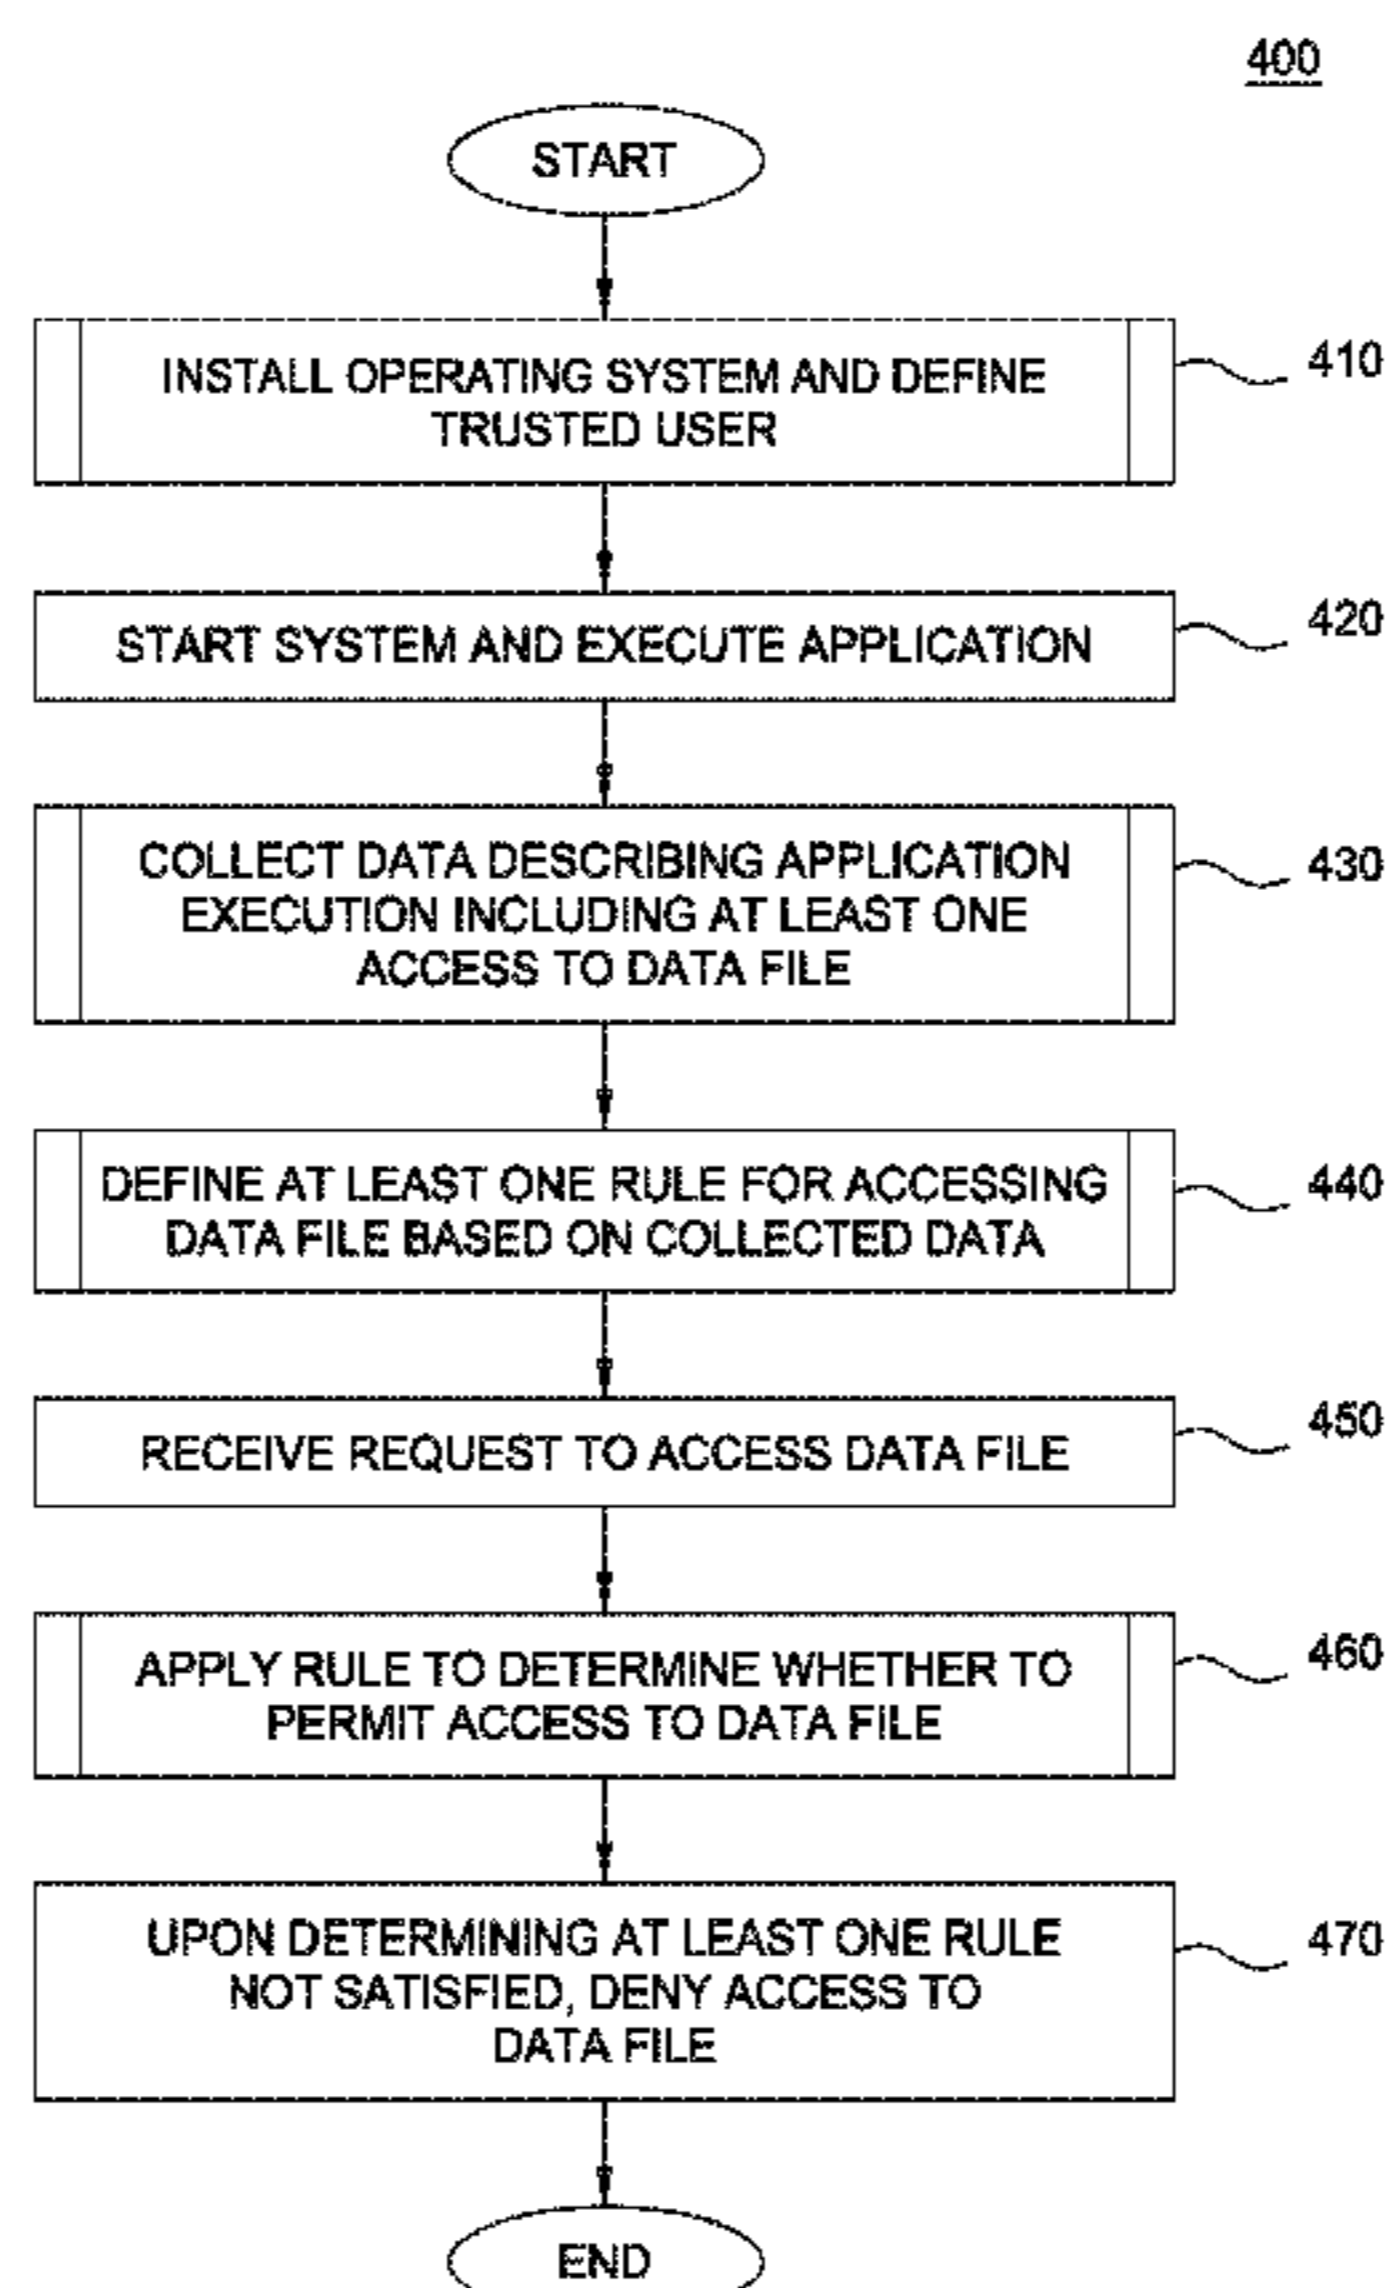 400
START
INSTALL OPERATING SYSTEM AND DEFINE
TRUSTED USER
410
START SYSTEM AND EXECUTE APPLICATION
420
COLLECT DATA DESCRIBING APPLICATION
EXECUTION INCLUDING AT LEAST ONE
ACCESS TO DATA FILE
430
DEFINE AT LEAST ONE RULE FOR ACCESSING
DATA FILE BASED ON COLLECTED DATA
440
RECEIVE REQUEST TO ACCESS DATA FILE
450
APPLY RULE TO DETERMINE WHETHER TO
PERMIT ACCESS TO DATA FILE
460
UPON DETERMINING AT LEAST ONE RULE
NOT SATISFIED, DENY ACCESS TO
DATA FILE
470
END